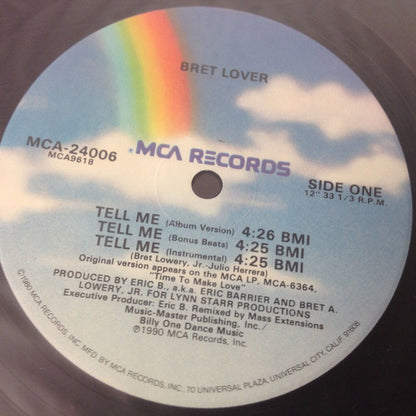 BRET LOVER
MCA-24006
MCA9618
MCA RECORDS
SIDE ONE
12" 33 1/3 R.P.M.
TELL ME (Album Version) 4:26 BMI
TELL ME (Bonus Beats) 4:25 BMI
TELL ME (Instrumental) 4:25 BMI
(Bret Lowery, Jr.-Julio Herrera)
Original version appears on the MCA LP. MCA-6364,
"Time To Make Love"
PRODUCED BY ERIC B., a.k.a. ERIC BARRIER AND BRET A.
LOWERY, JR. FOR LYNN STARR PRODUCTIONS
Executive Producer: Eric B. Remixed by Mass Extensions
Music-Master Publishing, Inc./
Billy One Dance Music
℗1990 MCA Records, Inc.
©1980 MCA RECORDS, INC. MFD. BY MCA RECORDS, INC., 70 UNIVERSAL PLAZA, UNIVERSAL CITY, CALIF. 91608